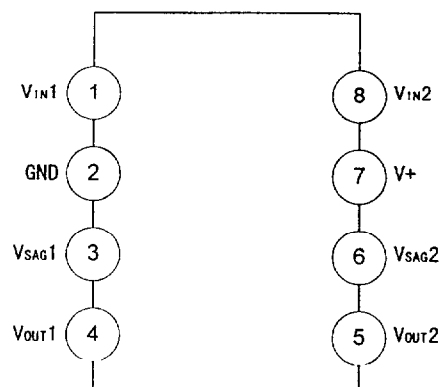 VIN1 1 8 VIN2
GND 2 7 V+
VSAG1 3 6 VSAG2
VOUT1 4 5 VOUT2